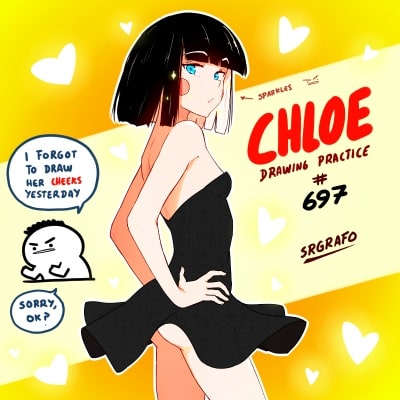 SPARKLES
CHLOE
DRAWING PRACTICE
#
697
SRGRAFO
I FORGOT
TO DRAW
HER CHEEKS
YESTERDAY
SORRY,
OK?